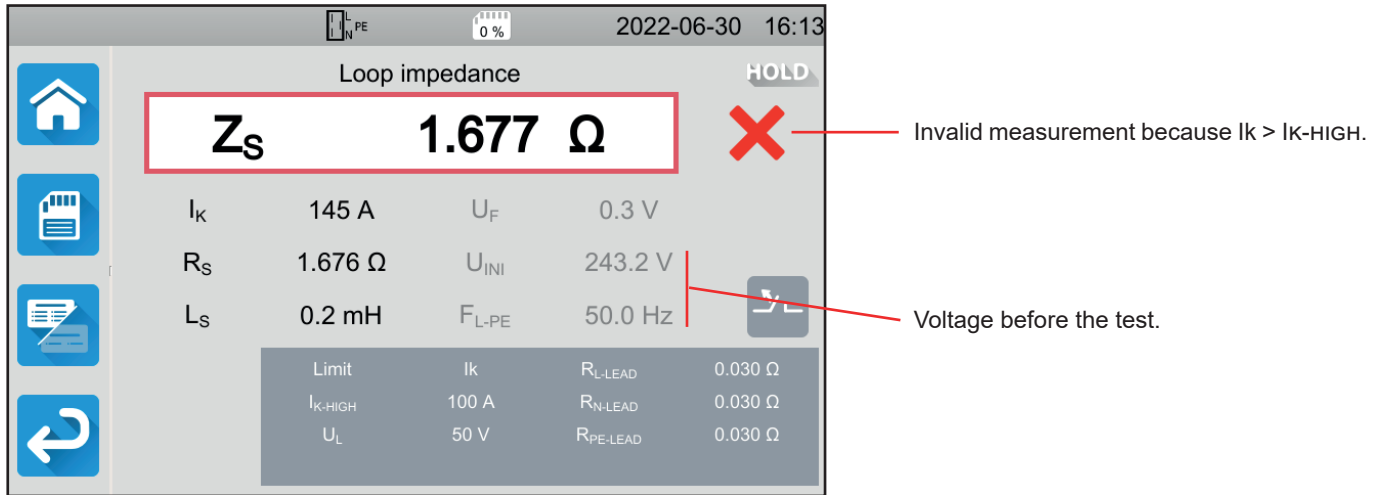 L PE N 0 % 2022-06-30 16:13
Loop impedance HOLD
ZS 1.677 Ω
Invalid measurement because Ik > IK-HIGH.
IK 145 A UF 0.3 V
RS 1.676 Ω UINI 243.2 V
LS 0.2 mH FL-PE 50.0 Hz
Voltage before the test.
Limit Ik RL-LEAD 0.030 Ω
IK-HIGH 100 A RN-LEAD 0.030 Ω
UL 50 V RPE-LEAD 0.030 Ω